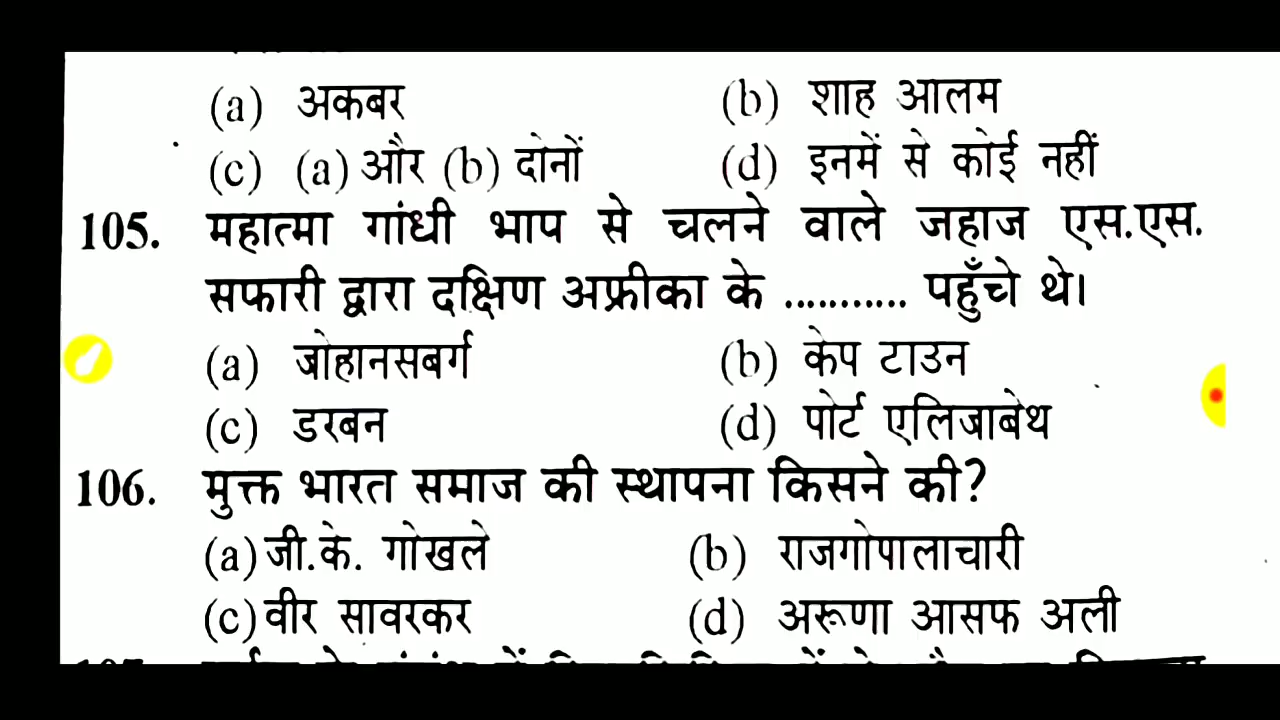 (a) अकबर (b) शाह आलम
(c) (a) और (b) दोनों (d) इनमें से कोई नहीं
105. महात्मा गांधी भाप से चलने वाले जहाज एस.एस.
सफारी द्वारा दक्षिण अफ्रीका के ........... पहुँचे थे।
(a) जोहानसबर्ग (b) केप टाउन
(c) डरबन (d) पोर्ट एलिजाबेथ
106. मुक्त भारत समाज की स्थापना किसने की?
(a) जी.के. गोखले (b) राजगोपालाचारी
(c) वीर सावरकर (d) अरूणा आसफ अली